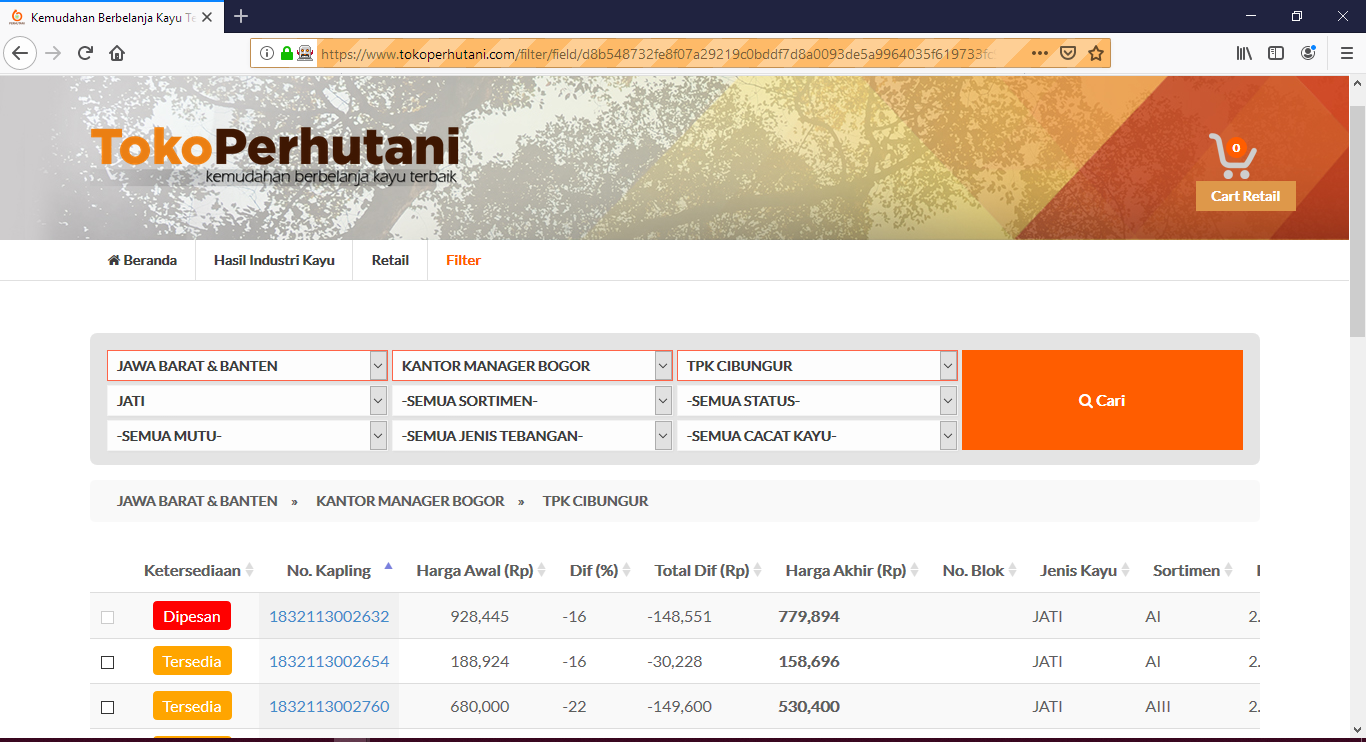 Kemudahan Berbelanja Kayu Te
https://www.tokoperhutani.com/filter/field/d8b548732fe8f07a29219c0bddf7d8a0093de5a9964035f619733fc
TokoPerhutani
kemudahan berbelanja kayu terbaik
0
Cart Retail
Beranda Hasil Industri Kayu Retail Filter
JAWA BARAT & BANTEN KANTOR MANAGER BOGOR TPK CIBUNGUR
JATI -SEMUA SORTIMEN- -SEMUA STATUS-
Cari
-SEMUA MUTU- -SEMUA JENIS TEBANGAN- -SEMUA CACAT KAYU-
JAWA BARAT & BANTEN » KANTOR MANAGER BOGOR » TPK CIBUNGUR
Ketersediaan No. Kapling Harga Awal (Rp) Dif (%) Total Dif (Rp) Harga Akhir (Rp) No. Blok Jenis Kayu Sortimen
Dipesan 1832113002632 928,445 -16 -148,551 779,894 JATI AI 2.
Tersedia 1832113002654 188,924 -16 -30,228 158,696 JATI AI 2.
Tersedia 1832113002760 680,000 -22 -149,600 530,400 JATI AIII 2.